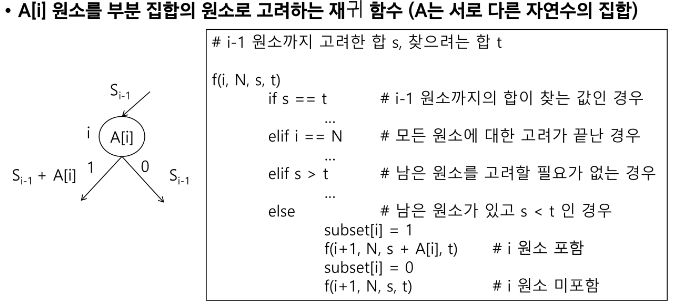 • A[i] 원소를 부분 집합의 원소로 고려하는 재귀 함수 (A는 서로 다른 자연수의 집합)
S i-1
i
A[i]
S i-1 + A[i]
1
0
S i-1
# i-1 원소까지 고려한 합 s, 찾으려는 합 t
f(i, N, s, t)
if s == t # i-1 원소까지의 합이 찾는 값인 경우
...
elif i == N # 모든 원소에 대한 고려가 끝난 경우
...
elif s > t # 남은 원소를 고려할 필요가 없는 경우
...
else # 남은 원소가 있고 s < t 인 경우
subset[i] = 1
f(i+1, N, s + A[i], t) # i 원소 포함
subset[i] = 0
f(i+1, N, s, t) # i 원소 미포함